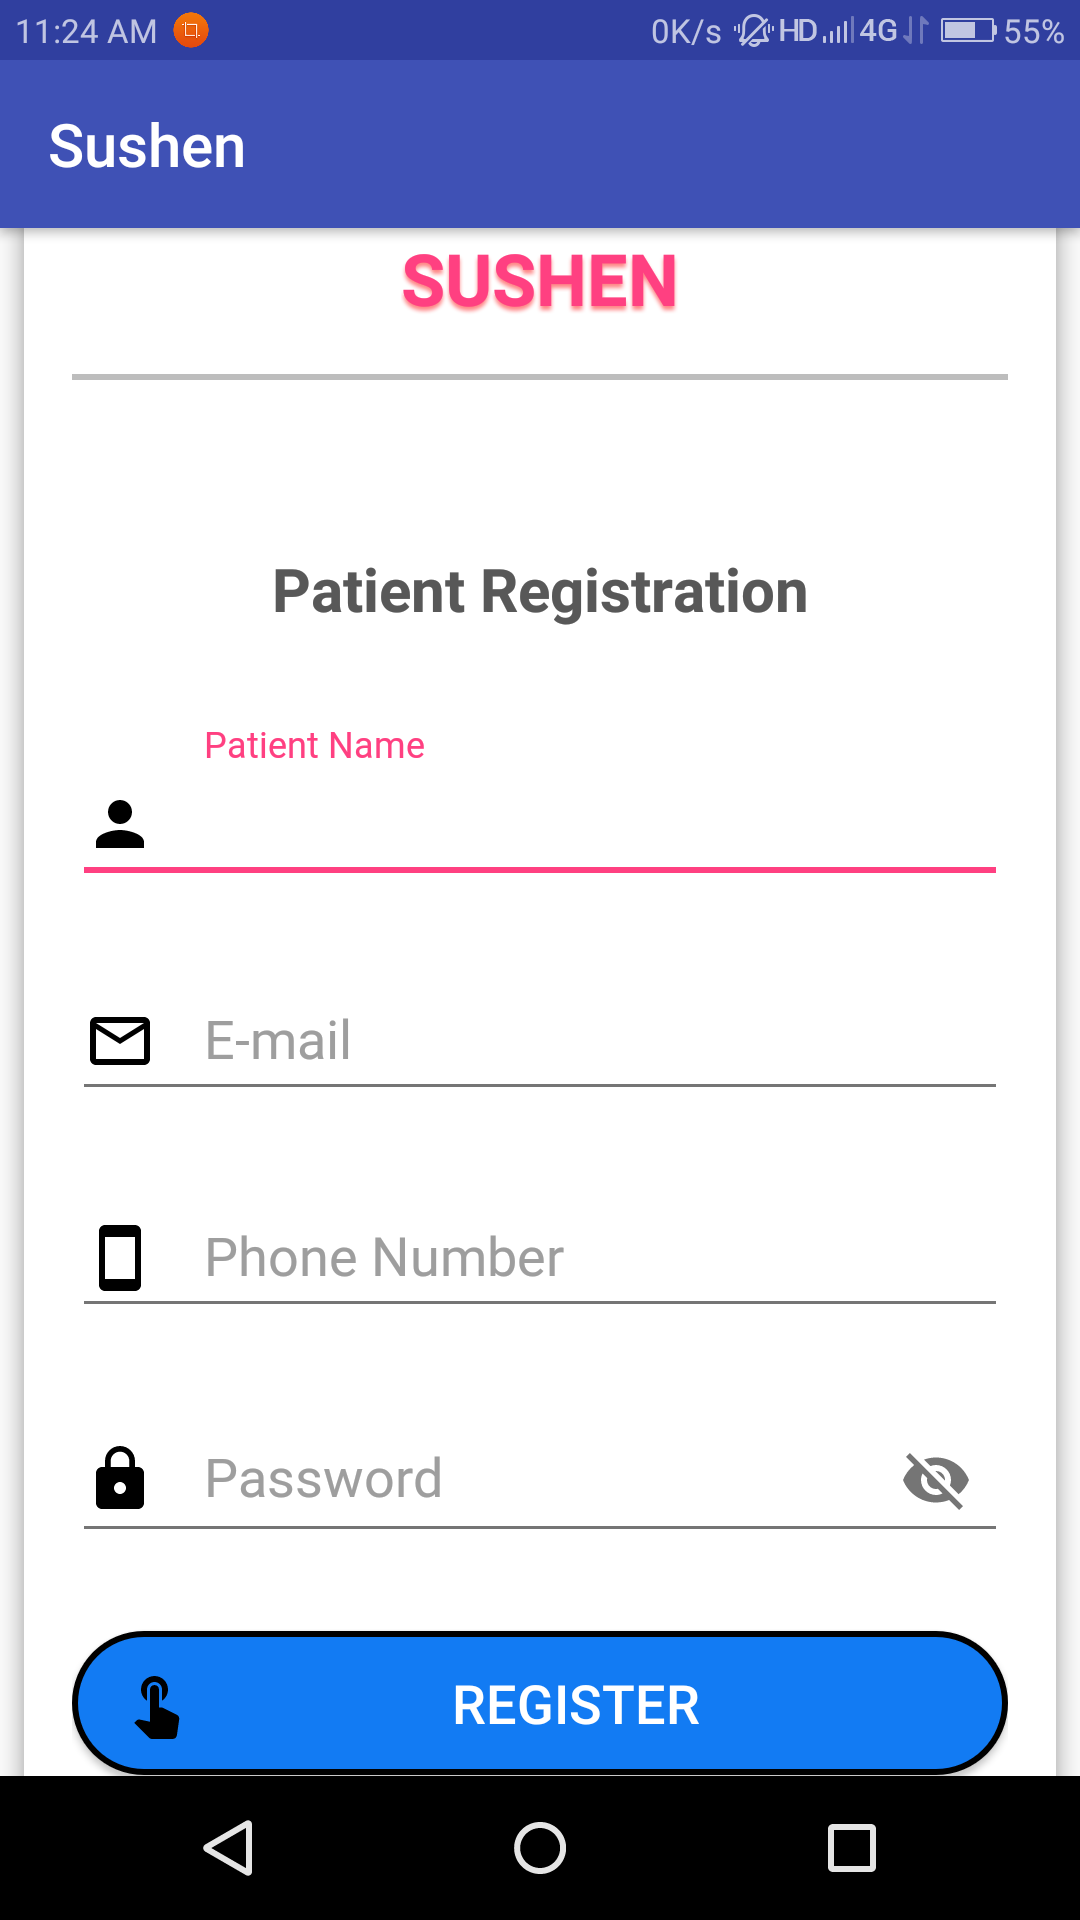 11:24 AM 0K/s HD 4G 55%
Sushen
SUSHEN
Patient Registration
Patient Name
E-mail
Phone Number
Password
REGISTER